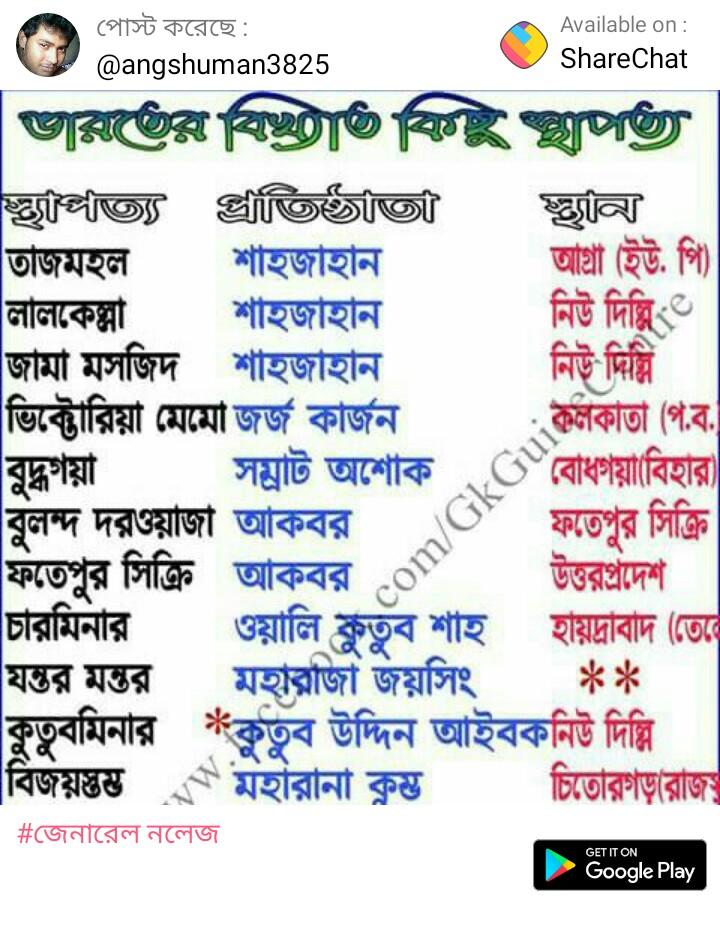 পোস্ট করেছে :
@angshuman3825
Available on :
ShareChat
ভারতের বিখ্যাত কিছু স্থাপত্য
স্থাপত্য প্রতিষ্ঠাতা স্থান
তাজমহল শাহজাহান আগ্রা (ইউ. পি)
লালকেল্লা শাহজাহান নিউ দিল্লি
জামা মসজিদ শাহজাহান নিউ দিল্লি
ভিক্টোরিয়া মেমো জর্জ কার্জন কলকাতা (প.ব.
বুদ্ধগয়া সম্রাট অশোক বোধগয়া(বিহার)
বুলন্দ দরওয়াজা আকবর ফতেপুর সিক্রি
ফতেপুর সিক্রি আকবর উত্তরপ্রদেশ
চারমিনার ওয়ালি কুতুব শাহ হায়দ্রাবাদ (তেলে
যন্তর মন্তর মহারাজা জয়সিং **
কুতুবমিনার *কুতুব উদ্দিন আইবক নিউ দিল্লি
বিজয়স্তম্ভ মহারানা কুম্ভ চিতোরগড়(রাজস্থ
www.facebook.com/GkGuideCentre
#জেনারেল নলেজ
GET IT ON
Google Play